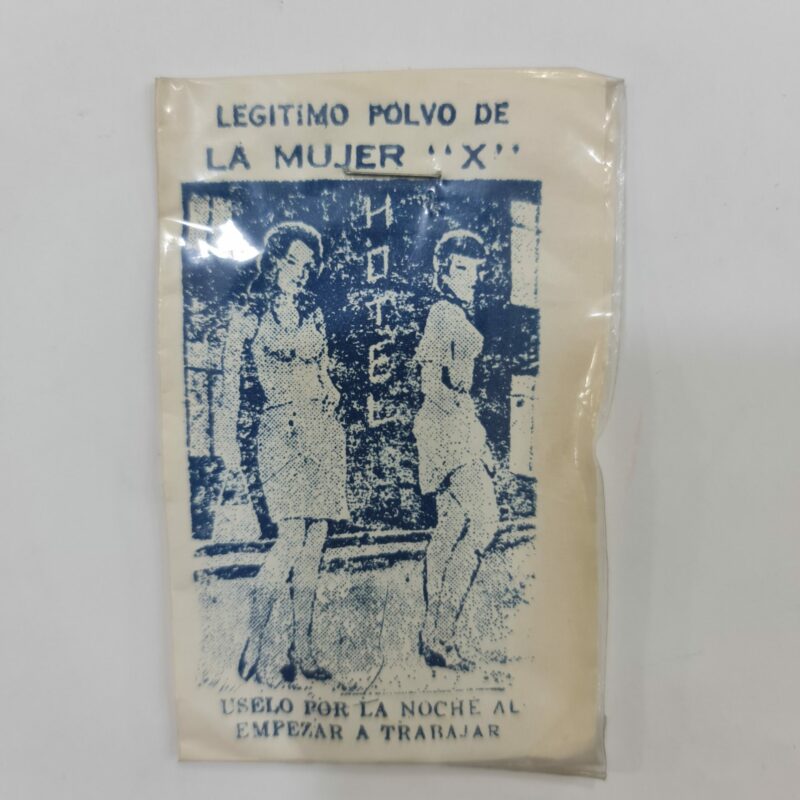 LEGITIMO POLVO DE
LA MUJER "X"
HOTEL
USELO POR LA NOCHE AL
EMPEZAR A TRABAJAR